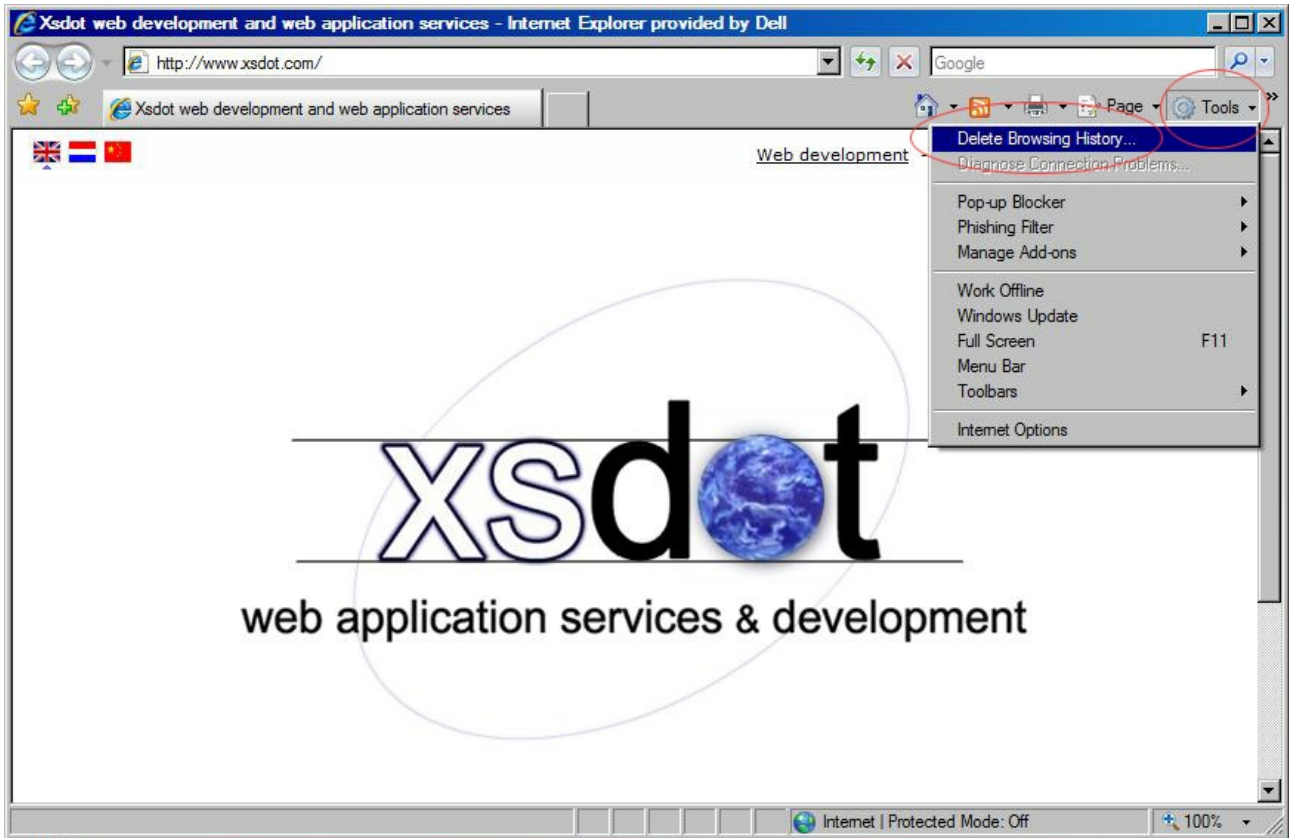 Xsdot web development and web application services - Internet Explorer provided by Dell
http://www.xsdot.com/ Google
Xsdot web development and web application services Page Tools »
Web development -
Delete Browsing History...
Diagnose Connection Problems...
Pop-up Blocker
Phishing Filter
Manage Add-ons
Work Offline
Windows Update
Full Screen F11
Menu Bar
Toolbars
Internet Options
xsdot
web application services & development
Internet | Protected Mode: Off 100%